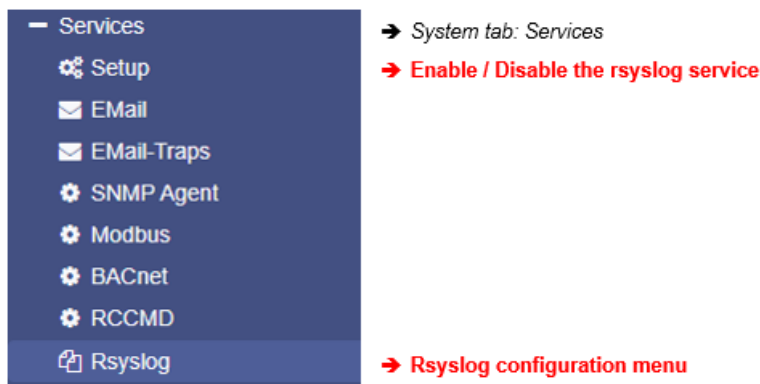 Services
➔ System tab: Services
Setup
➔ Enable / Disable the rsyslog service
EMail
EMail-Traps
SNMP Agent
Modbus
BACnet
RCCMD
Rsyslog
➔ Rsyslog configuration menu